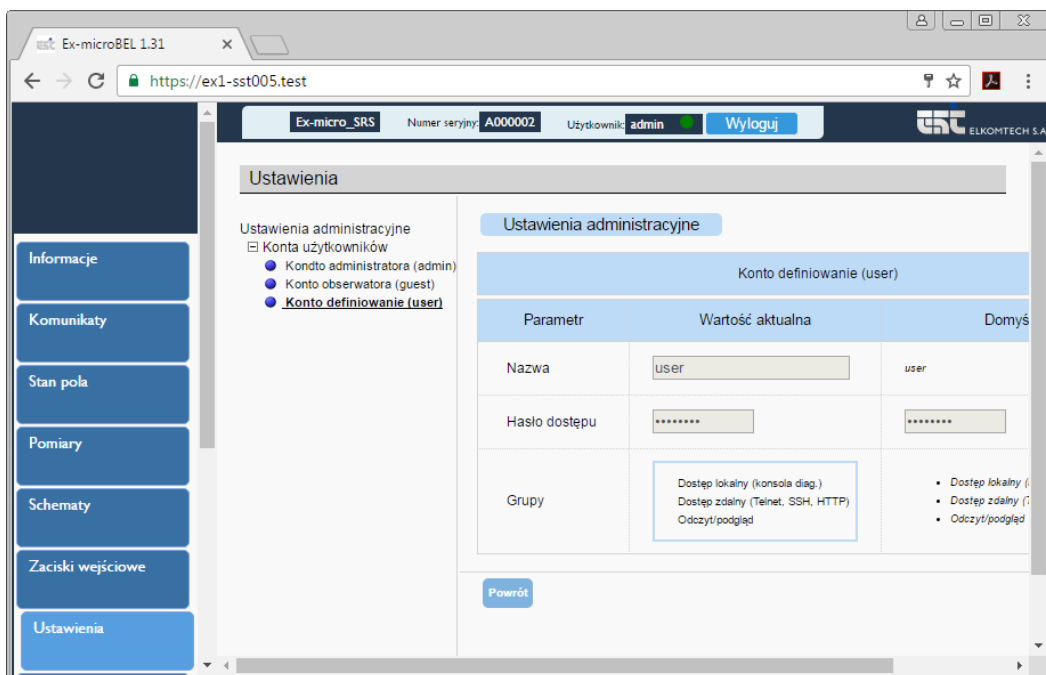 Ex-microBEL 1.31
https://ex1-sst005.test
Ex-micro_SRS Numer seryjny: A000002 Użytkownik: admin Wyloguj
ELKOMTECH S.A
Ustawienia
Informacje
Komunikaty
Stan pola
Pomiary
Schematy
Zaciski wejściowe
Ustawienia
Ustawienia administracyjne
Konta użytkowników
Kondto administratora (admin)
Konto obserwatora (guest)
Konto definiowanie (user)
Ustawienia administracyjne
Konto definiowanie (user)
Parametr Wartość aktualna Domyś
Nazwa user user
Hasło dostępu •••••••• ••••••••
Grupy
Dostęp lokalny (konsola diag.)
Dostęp zdalny (Telnet, SSH, HTTP)
Odczyt/podgląd
• Dostęp lokalny (
• Dostęp zdalny (T
• Odczyt/podgląd
Powrót